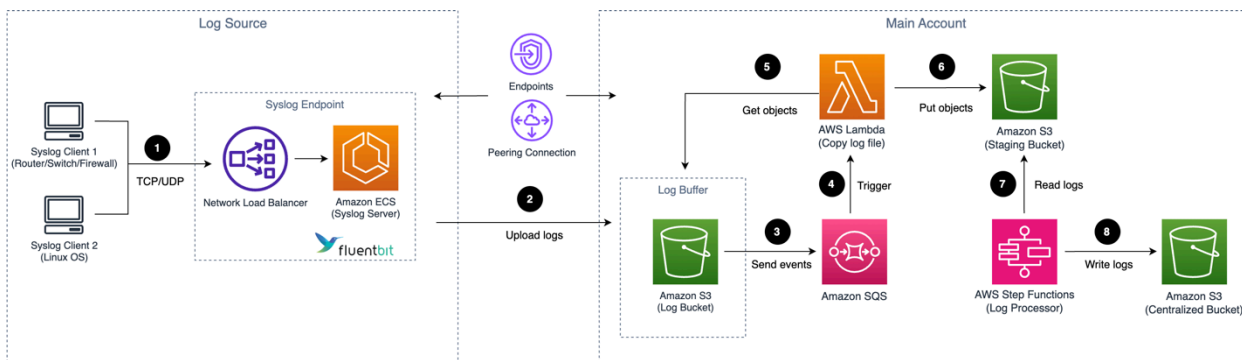 Log Source
Main Account
Syslog Client 1
(Router/Switch/Firewall)
Syslog Client 2
(Linux OS)
1
TCP/UDP
Syslog Endpoint
Network Load Balancer
Amazon ECS
(Syslog Server)
fluentbit
Endpoints
Peering Connection
2
Upload logs
Log Buffer
Amazon S3
(Log Bucket)
3
Send events
Amazon SQS
4
Trigger
5
Get objects
AWS Lambda
(Copy log file)
6
Put objects
Amazon S3
(Staging Bucket)
7
Read logs
AWS Step Functions
(Log Processor)
8
Write logs
Amazon S3
(Centralized Bucket)